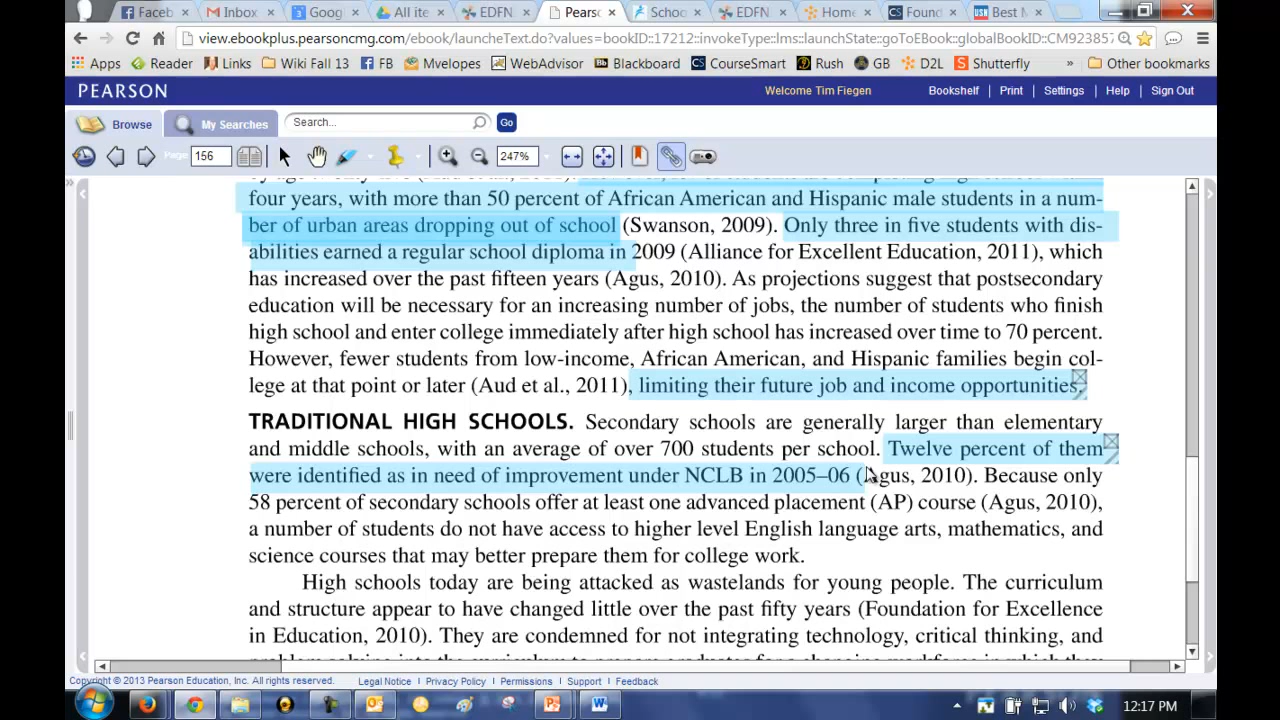 Faceb
Inbox
Goog
All ite
EDFN
Pearso
Schoo
EDFN
Home
Found
Best M
view.ebookplus.pearsoncmg.com/ebook/launcheText.do?values=bookID::17212::invokeType::lms::launchState::goToEBook::globalBookID::CM92385
Apps Reader Links Wiki Fall 13 FB Mvelopes WebAdvisor Blackboard CourseSmart Rush GB D2L Shutterfly » Other bookmarks
PEARSON Welcome Tim Fiegen Bookshelf | Print | Settings | Help | Sign Out
Browse My Searches Search... Go
Page 156 247%
four years, with more than 50 percent of African American and Hispanic male students in a num-
ber of urban areas dropping out of school (Swanson, 2009). Only three in five students with dis-
abilities earned a regular school diploma in 2009 (Alliance for Excellent Education, 2011), which
has increased over the past fifteen years (Agus, 2010). As projections suggest that postsecondary
education will be necessary for an increasing number of jobs, the number of students who finish
high school and enter college immediately after high school has increased over time to 70 percent.
However, fewer students from low-income, African American, and Hispanic families begin col-
lege at that point or later (Aud et al., 2011), limiting their future job and income opportunities.
TRADITIONAL HIGH SCHOOLS. Secondary schools are generally larger than elementary
and middle schools, with an average of over 700 students per school. Twelve percent of them
were identified as in need of improvement under NCLB in 2005–06 (Agus, 2010). Because only
58 percent of secondary schools offer at least one advanced placement (AP) course (Agus, 2010),
a number of students do not have access to higher level English language arts, mathematics, and
science courses that may better prepare them for college work.
High schools today are being attacked as wastelands for young people. The curriculum
and structure appear to have changed little over the past fifty years (Foundation for Excellence
in Education, 2010). They are condemned for not integrating technology, critical thinking, and
Copyright © 2013 Pearson Education, Inc. All rights reserved. Legal Notice | Privacy Policy | Permissions | Support | Feedback
12:17 PM